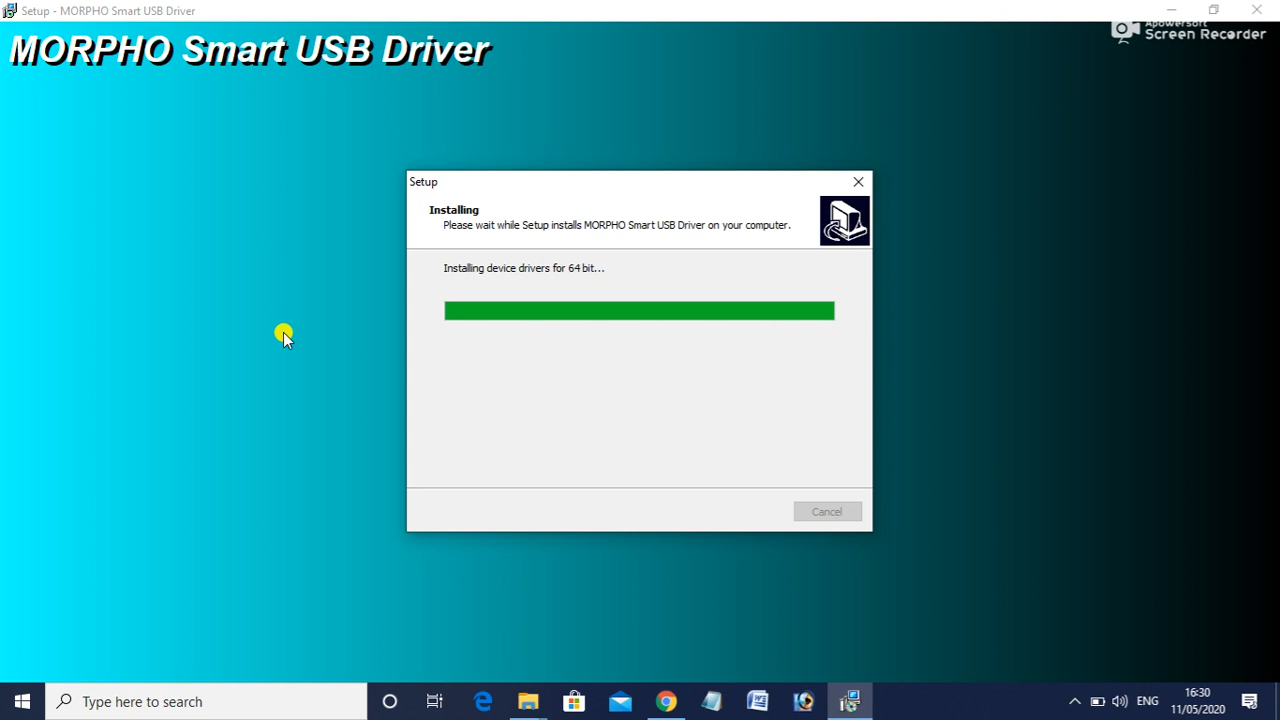 Setup - MORPHO Smart USB Driver
MORPHO Smart USB Driver
Apowersoft
Screen Recorder
Setup
Installing
Please wait while Setup installs MORPHO Smart USB Driver on your computer.
Installing device drivers for 64 bit...
Cancel
Type here to search
ENG
16:30
11/05/2020